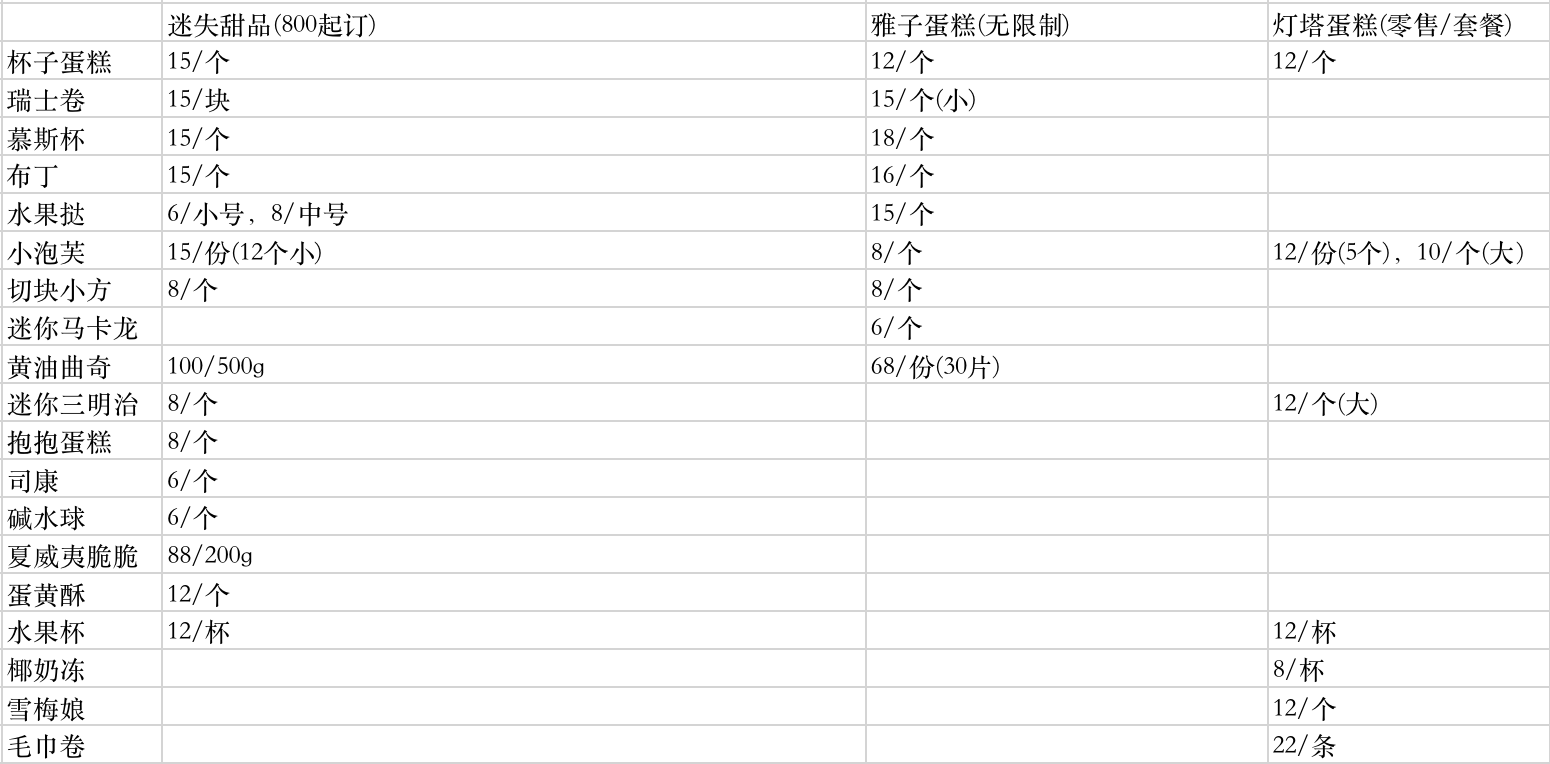 迷失甜品(800起订) 雅子蛋糕(无限制) 灯塔蛋糕(零售/套餐)
杯子蛋糕 15/个 12/个 12/个
瑞士卷 15/块 15/个(小)
慕斯杯 15/个 18/个
布丁 15/个 16/个
水果挞 6/小号，8/中号 15/个
小泡芙 15/份(12个小) 8/个 12/份(5个)，10/个(大）
切块小方 8/个 8/个
迷你马卡龙 6/个
黄油曲奇 100/500g 68/份(30片)
迷你三明治 8/个 12/个(大)
抱抱蛋糕 8/个
司康 6/个
碱水球 6/个
夏威夷脆脆 88/200g
蛋黄酥 12/个
水果杯 12/杯 12/杯
椰奶冻 8/杯
雪梅娘 12/个
毛巾卷 22/条